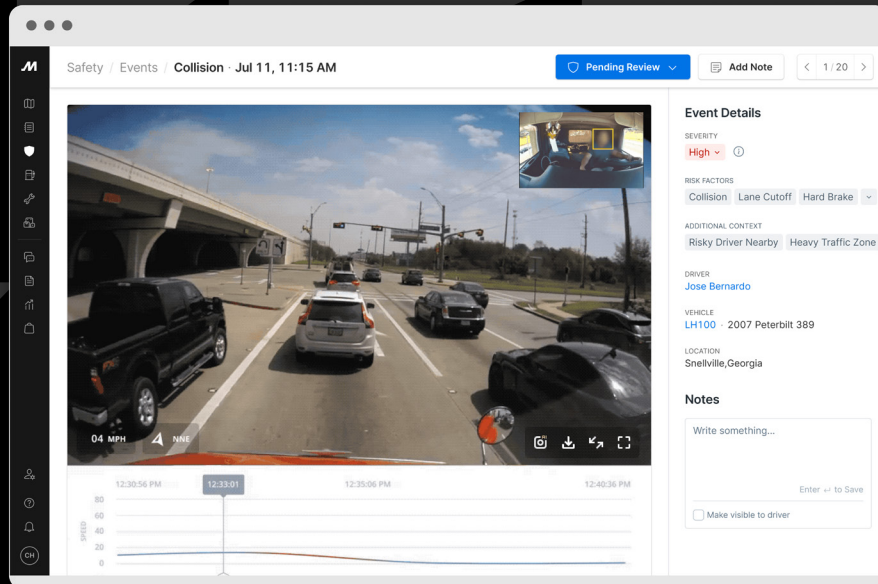 Safety / Events / Collision · Jul 11, 11:15 AM
Pending Review
Add Note
1 / 20
04 MPH
NNE
12:30:56 PM
12:33:01
12:35:06 PM
12:40:36 PM
SPEED
80
60
40
20
0
Event Details
SEVERITY
High
RISK FACTORS
Collision Lane Cutoff Hard Brake
ADDITIONAL CONTEXT
Risky Driver Nearby Heavy Traffic Zone
DRIVER
Jose Bernardo
VEHICLE
LH100 · 2007 Peterbilt 389
LOCATION
Snellville,Georgia
Notes
Write something...
Enter ↵ to Save
Make visible to driver
CH